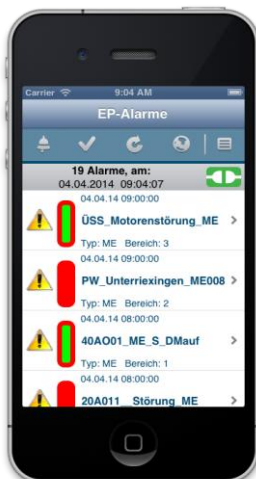 Carrier 9:04 AM
EP-Alarme
19 Alarme, am:
04.04.2014 09:04:07
04.04.14 09:00:00
ÜSS_Motorenstörung_ME
Typ: ME Bereich: 3
04.04.14 09:00:00
PW_Unterriexingen_ME008
Typ: ME Bereich: 2
04.04.14 08:00:00
40AO01_ME_S_DMauf
Typ: ME Bereich: 1
04.04.14 08:00:00
20A011__Störung_ME